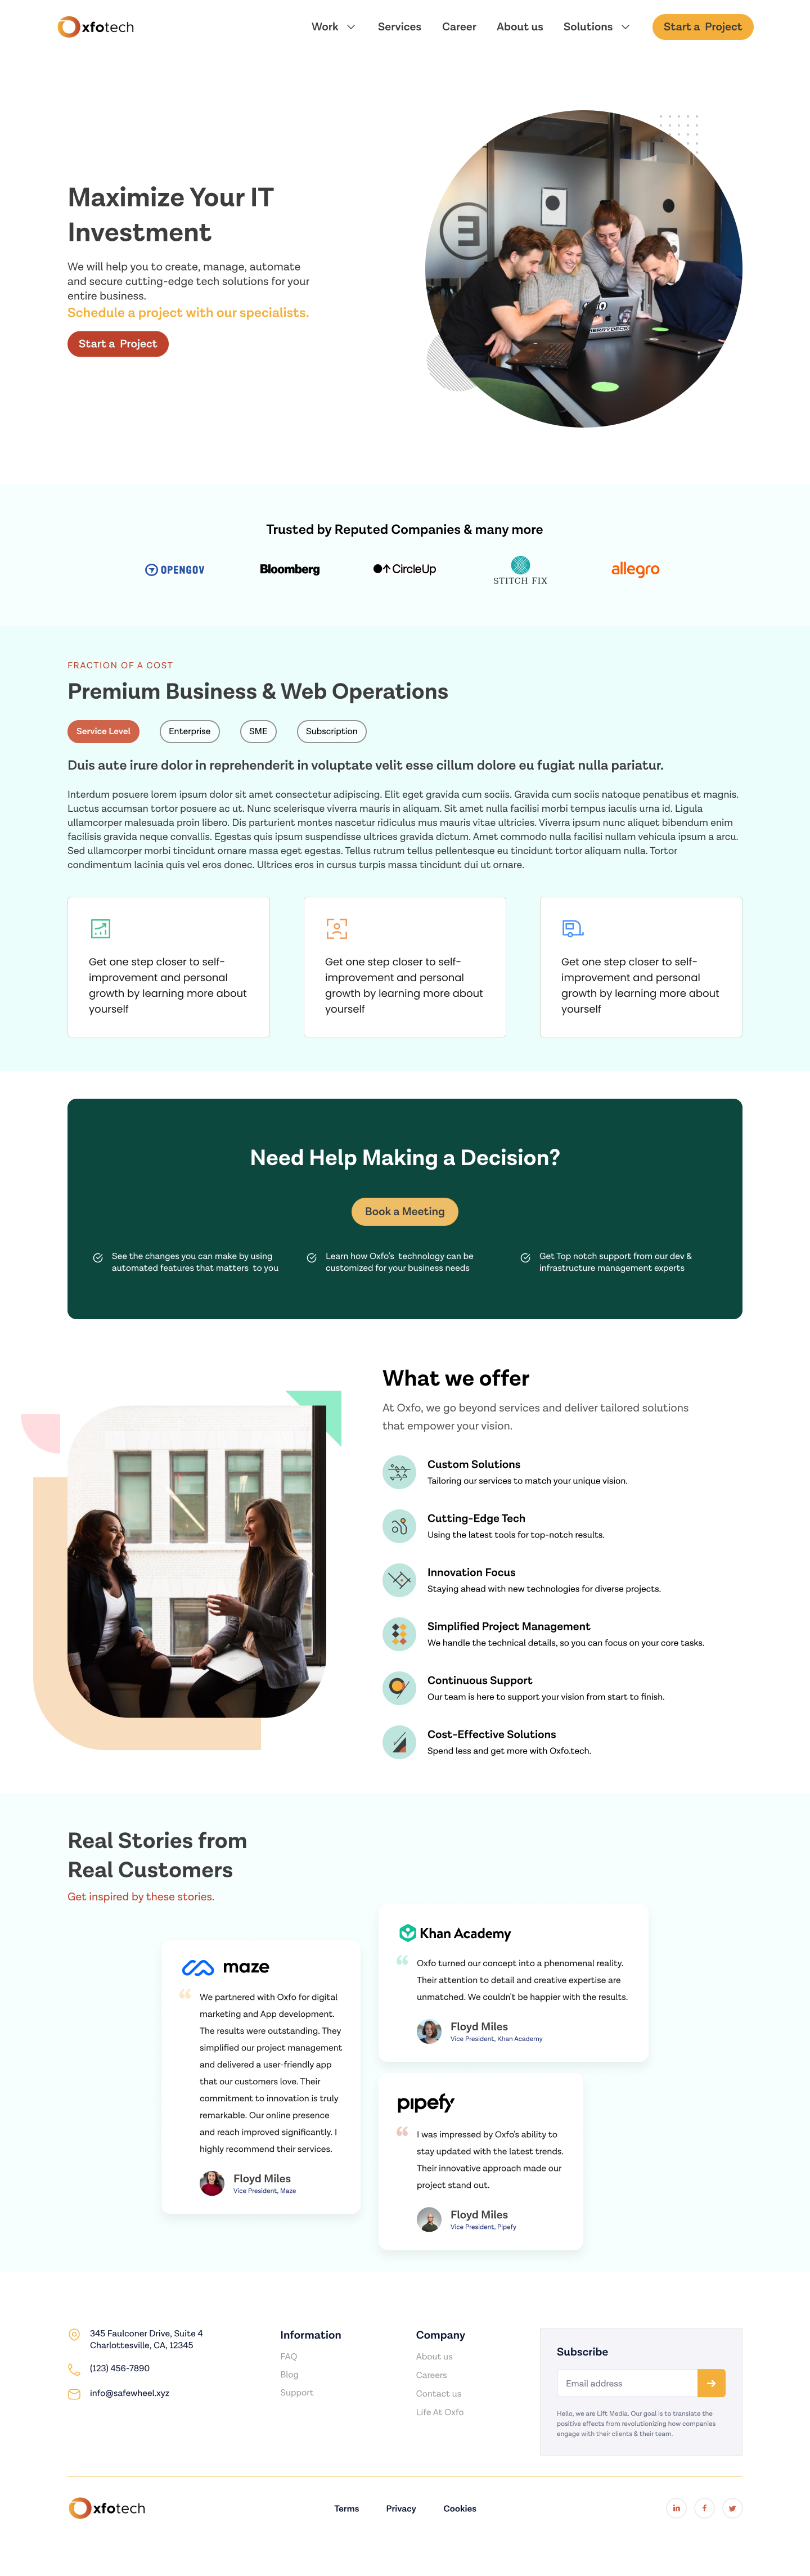 Oxfotech
Work
Services
Career
About us
Solutions
Start a Project
Maximize Your IT
Investment
We will help you to create, manage, automate
and secure cutting-edge tech solutions for your
entire business.
Schedule a project with our specialists.
Start a Project
Trusted by Reputed Companies & many more
OPENGOV
Bloomberg
CircleUp
STITCH FIX
allegro
FRACTION OF A COST
Premium Business & Web Operations
Service Level
Enterprise
SME
Subscription
Duis aute irure dolor in reprehenderit in voluptate velit esse cillum dolore eu fugiat nulla pariatur.
Interdum posuere lorem ipsum dolor sit amet consectetur adipiscing. Elit eget gravida cum sociis. Gravida cum sociis natoque penatibus et magnis.
Luctus accumsan tortor posuere ac ut. Nunc scelerisque viverra mauris in aliquam. Sit amet nulla facilisi morbi tempus iaculis urna id. Ligula
ullamcorper malesuada proin libero. Dis parturient montes nascetur ridiculus mus mauris vitae ultricies. Viverra ipsum nunc aliquet bibendum enim
facilisis gravida neque convallis. Egestas quis ipsum suspendisse ultrices gravida dictum. Amet commodo nulla facilisi nullam vehicula ipsum a arcu.
Sed ullamcorper morbi tincidunt ornare massa eget egestas. Tellus rutrum tellus pellentesque eu tincidunt tortor aliquam nulla. Tortor
condimentum lacinia quis vel eros donec. Ultrices eros in cursus turpis massa tincidunt dui ut ornare.
Get one step closer to self-
improvement and personal
growth by learning more about
yourself
Get one step closer to self-
improvement and personal
growth by learning more about
yourself
Get one step closer to self-
improvement and personal
growth by learning more about
yourself
Need Help Making a Decision?
Book a Meeting
See the changes you can make by using
automated features that matters to you
Learn how Oxfo's technology can be
customized for your business needs
Get Top notch support from our dev &
infrastructure management experts
What we offer
At Oxfo, we go beyond services and deliver tailored solutions
that empower your vision.
Custom Solutions
Tailoring our services to match your unique vision.
Cutting-Edge Tech
Using the latest tools for top-notch results.
Innovation Focus
Staying ahead with new technologies for diverse projects.
Simplified Project Management
We handle the technical details, so you can focus on your core tasks.
Continuous Support
Our team is here to support your vision from start to finish.
Cost-Effective Solutions
Spend less and get more with Oxfo.tech.
Real Stories from
Real Customers
Get inspired by these stories.
maze
We partnered with Oxfo for digital
marketing and App development.
The results were outstanding. They
simplified our project management
and delivered a user-friendly app
that our customers love. Their
commitment to innovation is truly
remarkable. Our online presence
and reach improved significantly. I
highly recommend their services.
Floyd Miles
Vice President, Maze
Khan Academy
Oxfo turned our concept into a phenomenal reality.
Their attention to detail and creative expertise are
unmatched. We couldn't be happier with the results.
Floyd Miles
Vice President, Khan Academy
pipefy
I was impressed by Oxfo's ability to
stay updated with the latest trends.
Their innovative approach made our
project stand out.
Floyd Miles
Vice President, Pipefy
345 Faulconer Drive, Suite 4
Charlottesville, CA, 12345
(123) 456-7890
info@safewheel.xyz
Information
FAQ
Blog
Support
Company
About us
Careers
Contact us
Life At Oxfo
Subscribe
Email address
Hello, we are Lift Media. Our goal is to translate the
positive effects from revolutionizing how companies
engage with their clients & their team.
Oxfotech
Terms
Privacy
Cookies